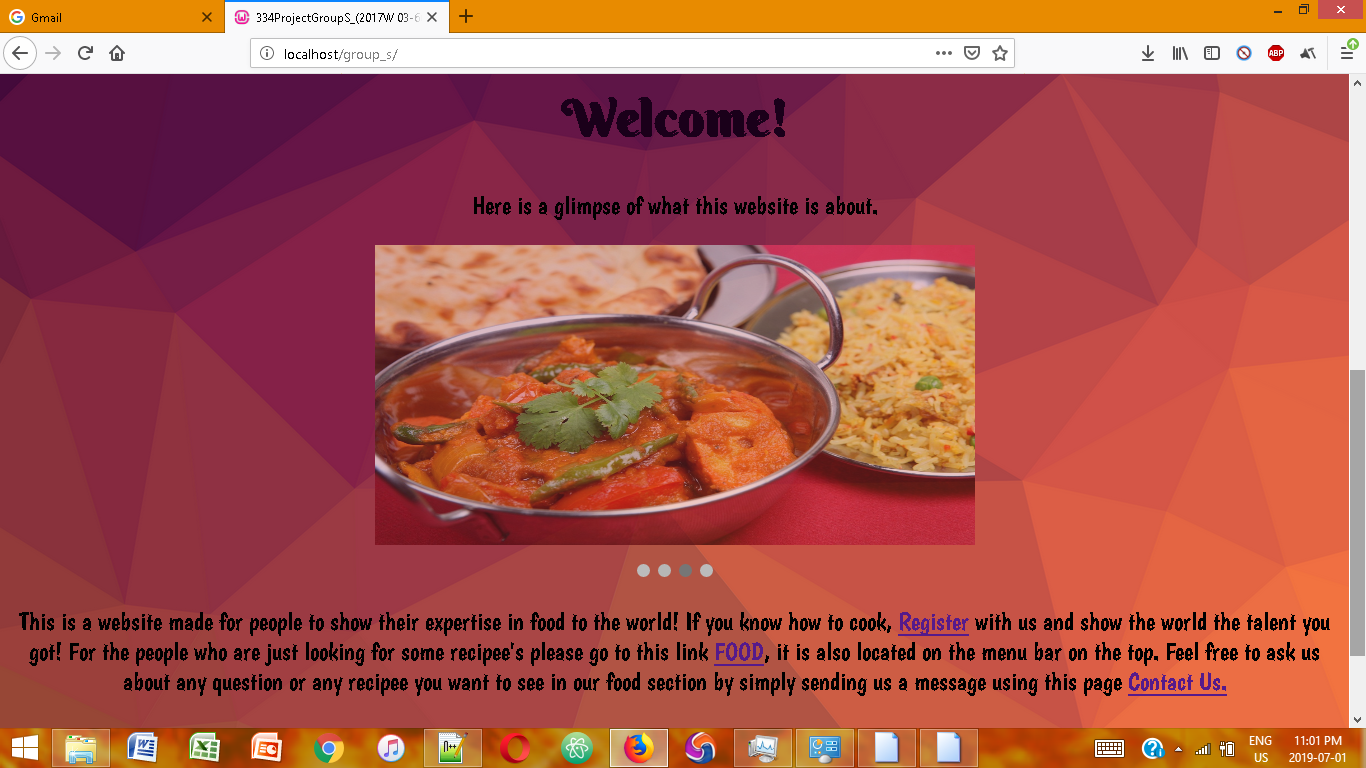 Gmail
334ProjectGroupS_(2017W 03-6
localhost/group_s/
ABP
Welcome!
Here is a glimpse of what this website is about.
This is a website made for people to show their expertise in food to the world! If you know how to cook, Register with us and show the world the talent you
got! For the people who are just looking for some recipee's please go to this link FOOD, it is also located on the menu bar on the top. Feel free to ask us
about any question or any recipee you want to see in our food section by simply sending us a message using this page Contact Us.
ENG
US
11:01 PM
2019-07-01